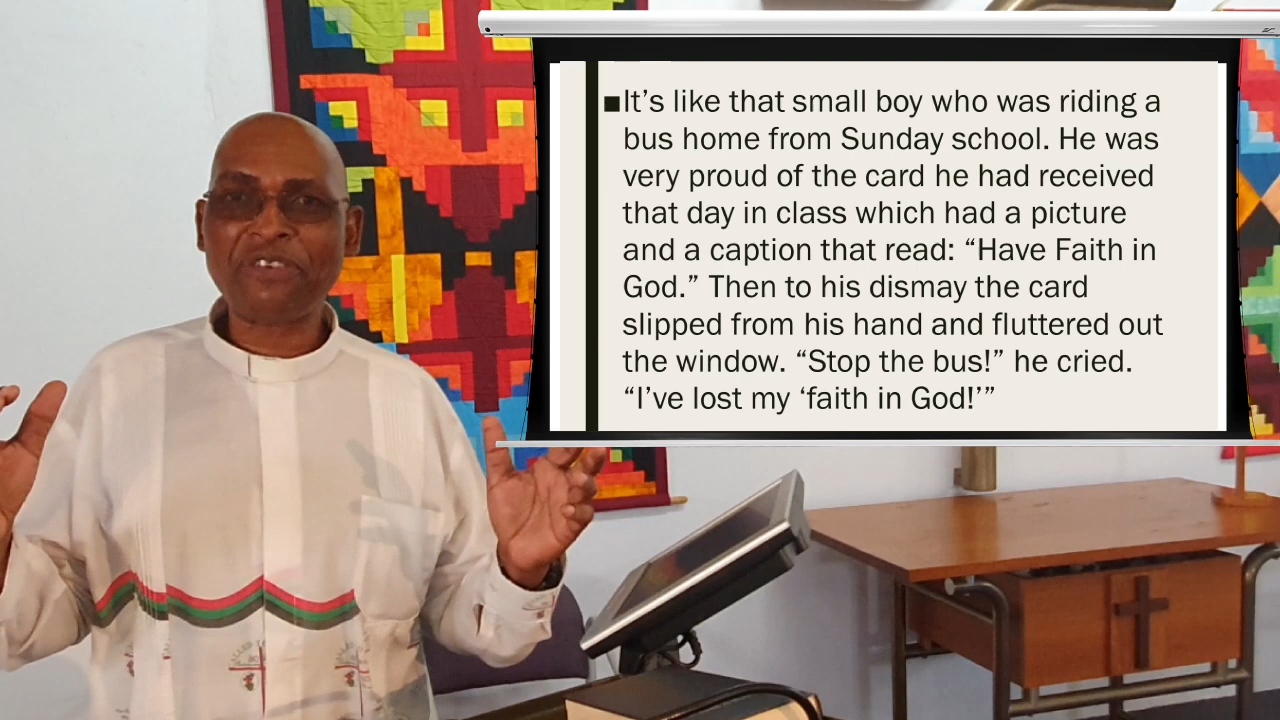 ■It’s like that small boy who was riding a
bus home from Sunday school. He was
very proud of the card he had received
that day in class which had a picture
and a caption that read: “Have Faith in
God.” Then to his dismay the card
slipped from his hand and fluttered out
the window. “Stop the bus!” he cried.
“I’ve lost my ‘faith in God!’”